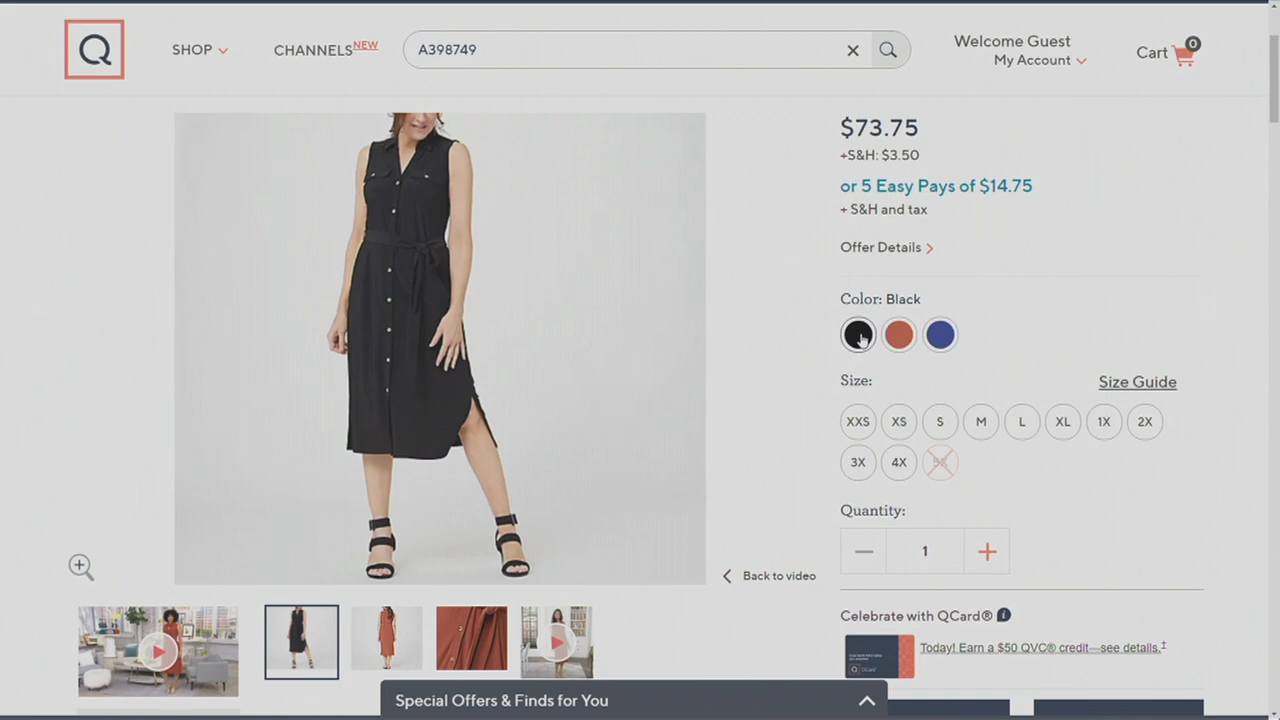 Q
SHOP
CHANNELS NEW
A398749
Welcome Guest
My Account
Cart
0
$73.75
+S&H: $3.50
or 5 Easy Pays of $14.75
+ S&H and tax
Offer Details
Color: Black
Size:
Size Guide
XXS XS S M L XL 1X 2X
3X 4X
Quantity:
1
Back to video
Celebrate with QCard® i
Today! Earn a $50 QVC® credit—see details.‡
Special Offers & Finds for You